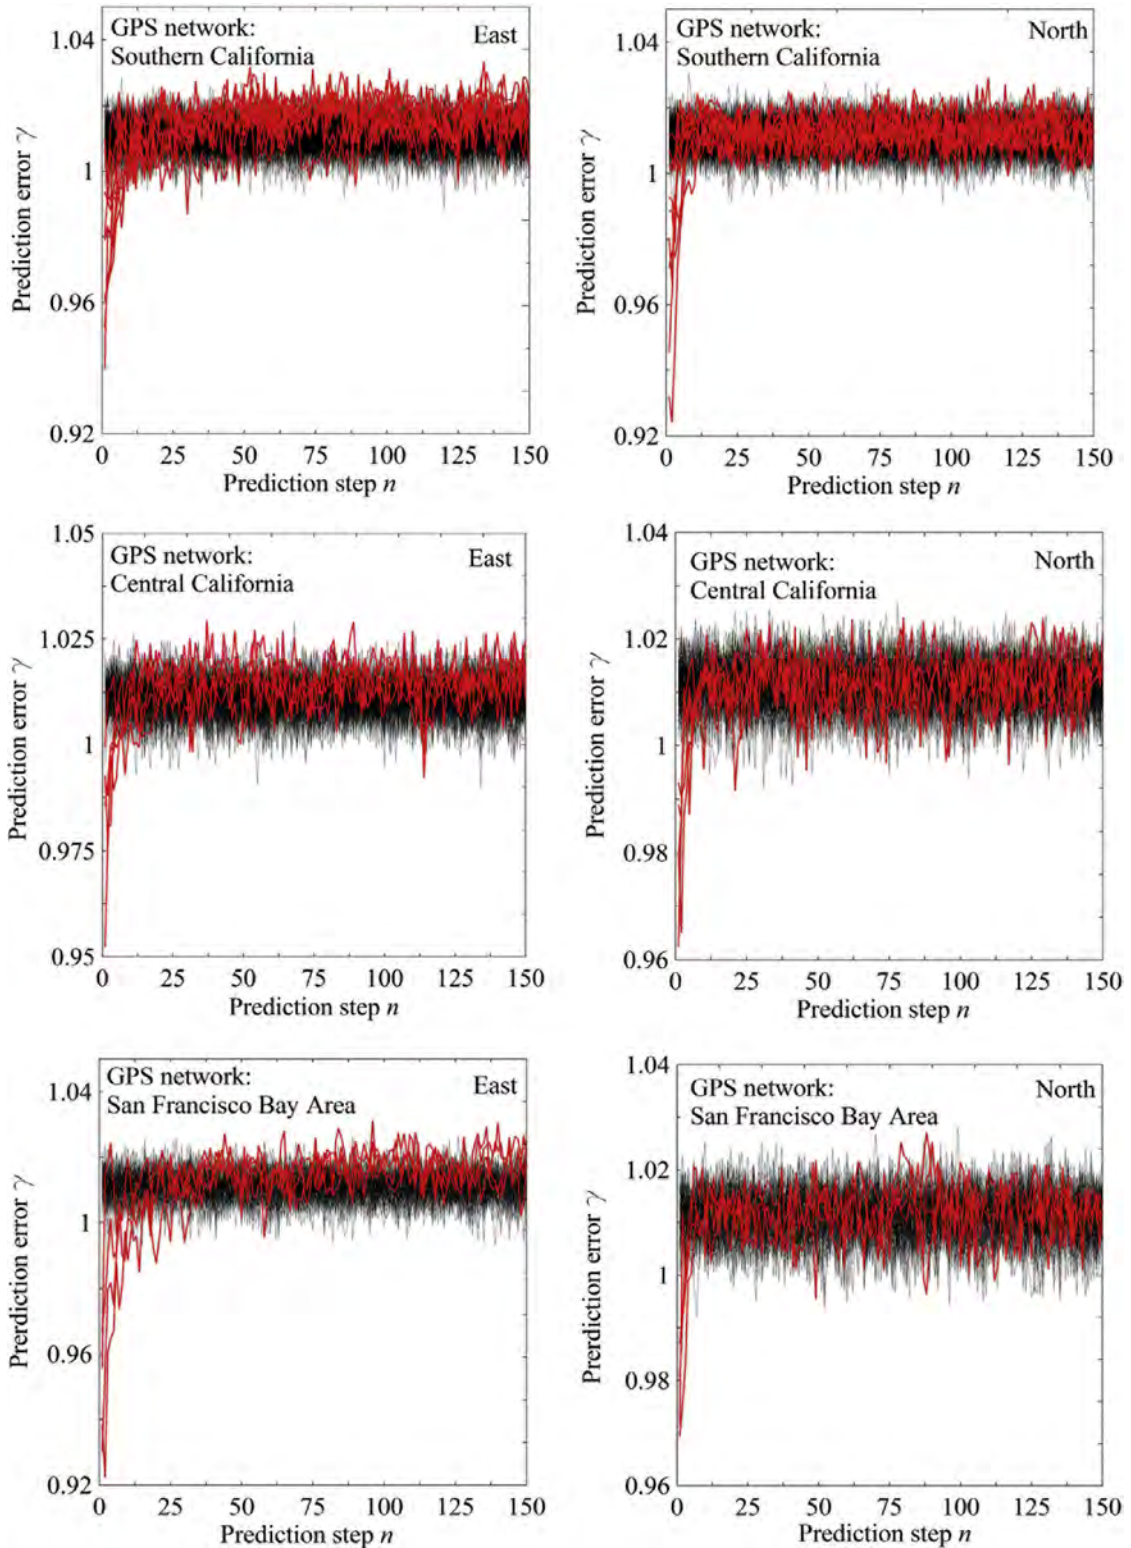 GPS network:
Southern California
East
1.04
1
0.96
0.92
Prediction error γ
0 25 50 75 100 125 150
Prediction step n
GPS network:
Southern California
North
1.04
1
0.96
0.92
Prediction error γ
0 25 50 75 100 125 150
Prediction step n
GPS network:
Central California
East
1.05
1.025
1
0.975
0.95
Prediction error γ
0 25 50 75 100 125 150
Prediction step n
GPS network:
Central California
North
1.04
1.02
1
0.98
0.96
Prediction error γ
0 25 50 75 100 125 150
Prediction step n
GPS network:
San Francisco Bay Area
East
1.04
1
0.96
0.92
Prerdiction error γ
0 25 50 75 100 125 150
Prediction step n
GPS network:
San Francisco Bay Area
North
1.04
1.02
1
0.98
0.96
Prerdiction error γ
0 25 50 75 100 125 150
Prediction step n